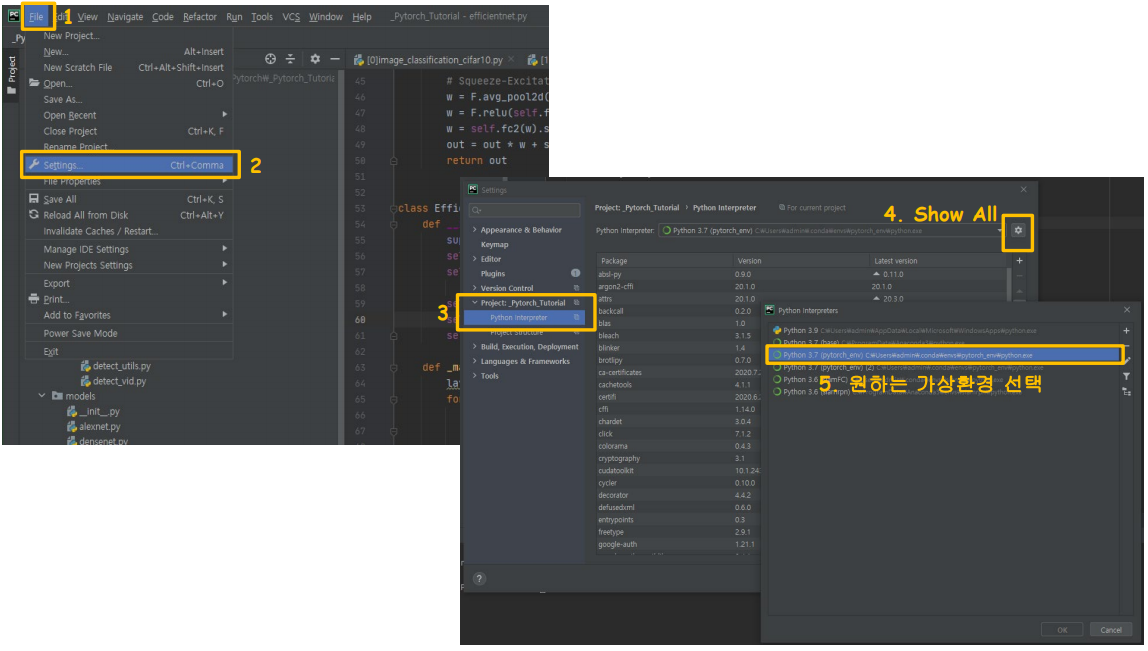 File 1 Edit View Navigate Code Refactor Run Tools VCS Window Help _Pytorch_Tutorial - efficientnet.py
_Py
Project
New Project...
New... Alt+Insert
New Scratch File Ctrl+Alt+Shift+Insert
Open... Ctrl+O
Save As...
Open Recent
Close Project Ctrl+K, F
Rename Project...
Settings... Ctrl+Comma 2
File Properties
Save All Ctrl+K, S
Reload All from Disk Ctrl+Alt+Y
Invalidate Caches / Restart...
Manage IDE Settings
New Projects Settings
Export
Print...
Add to Favorites
Power Save Mode
Exit
detect_utils.py
detect_vid.py
models
__init__.py
alexnet.py
densenet.py
ytorch₩_Pytorch_Tutoria
[0]image_classification_cifar10.py × [1
45 # Squeeze-Excitat
46 w = F.avg_pool2d(
47 w = F.relu(self.f
48 w = self.fc2(w).s
49 out = out * w + s
50 return out
51
52
53 class Effi
54 def __
55 su
56 se
57 se
58
59 se
60 se
61 se
62
63 def _m
64 la
65 fo
66
67
Settings
Appearance & Behavior
Keymap
Editor
Plugins 1
Version Control
3 Project: _Pytorch_Tutorial
Python Interpreter
Project Structure
Build, Execution, Deployment
Languages & Frameworks
Tools
?
Project: _Pytorch_Tutorial › Python Interpreter For current project
4. Show All
Python Interpreter: Python 3.7 (pytorch_env) C:₩Users₩admin₩.conda₩envs₩pytorch_env₩python.exe
Package Version Latest version
absl-py 0.9.0 0.11.0
argon2-cffi 20.1.0 20.1.0
attrs 20.1.0 20.3.0
backcall 0.2.0
blas 1.0
bleach 3.1.5
blinker 1.4
brotlipy 0.7.0
ca-certificates 2020.7.
cachetools 4.1.1
certifi 2020.6.
cffi 1.14.0
chardet 3.0.4
click 7.1.2
colorama 0.4.3
cryptography 3.1
cudatoolkit 10.1.24
cycler 0.10.0
decorator 4.4.2
defusedxml 0.6.0
entrypoints 0.3
freetype 2.9.1
google-auth 1.21.1
Python Interpreters
Python 3.9 C:₩Users₩admin₩AppData₩Local₩Microsoft₩WindowsApps₩python.exe
Python 3.7 (base)
Python 3.7 (pytorch_env) C:₩Users₩admin₩.conda₩envs₩pytorch_env₩python.exe
Python 3.7 (pytorch_env) (2) C:₩Users₩admin₩.conda₩envs₩pytorch_env₩python.exe
Python 3.6
Python 3.6
5. 원하는 가상환경 선택
OK Cancel